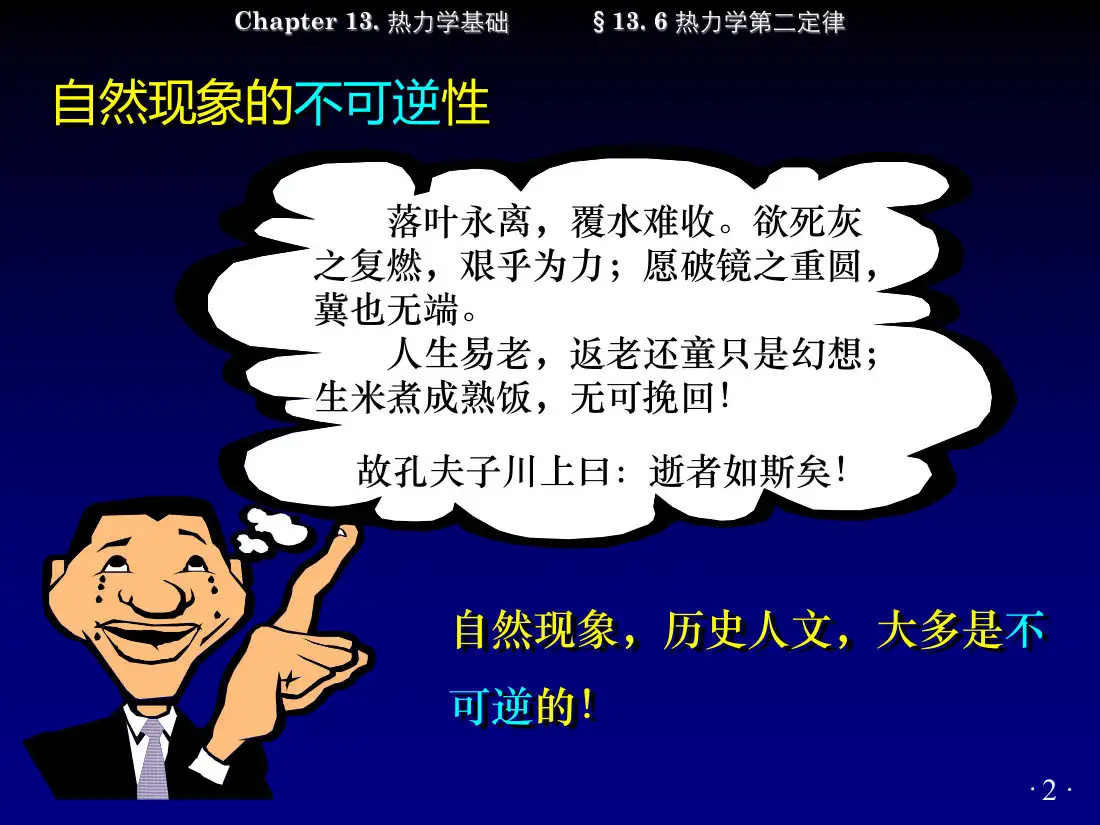 Chapter 13. 热力学基础 §13. 6 热力学第二定律
自然现象的不可逆性
落叶永离，覆水难收。欲死灰
之复燃，艰乎为力；愿破镜之重圆，
冀也无端。
人生易老，返老还童只是幻想；
生米煮成熟饭，无可挽回！
故孔夫子川上曰：逝者如斯矣！
自然现象，历史人文，大多是不
可逆的！
·2·